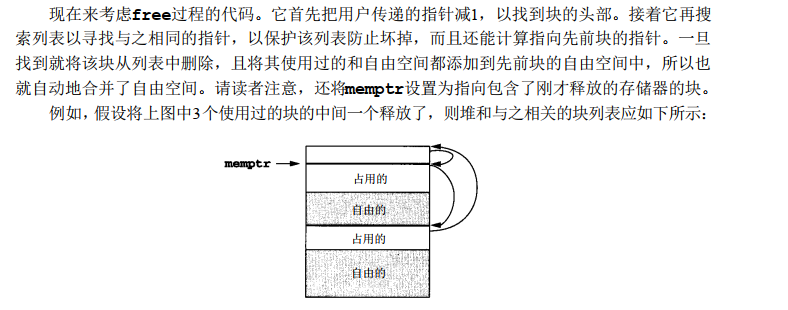 现在来考虑free过程的代码。它首先把用户传递的指针减1，以找到块的头部。接着它再搜
索列表以寻找与之相同的指针，以保护该列表防止坏掉，而且还能计算指向先前块的指针。一旦
找到就将该块从列表中删除，且将其使用过的和自由空间都添加到先前块的自由空间中，所以也
就自动地合并了自由空间。请读者注意，还将memptr设置为指向包含了刚才释放的存储器的块。
例如，假设将上图中3个使用过的块的中间一个释放了，则堆和与之相关的块列表应如下所示：
memptr
占用的
自由的
占用的
自由的